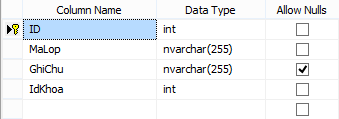 Column Name Data Type Allow Nulls
ID int
MaLop nvarchar(255)
GhiChu nvarchar(255)
IdKhoa int